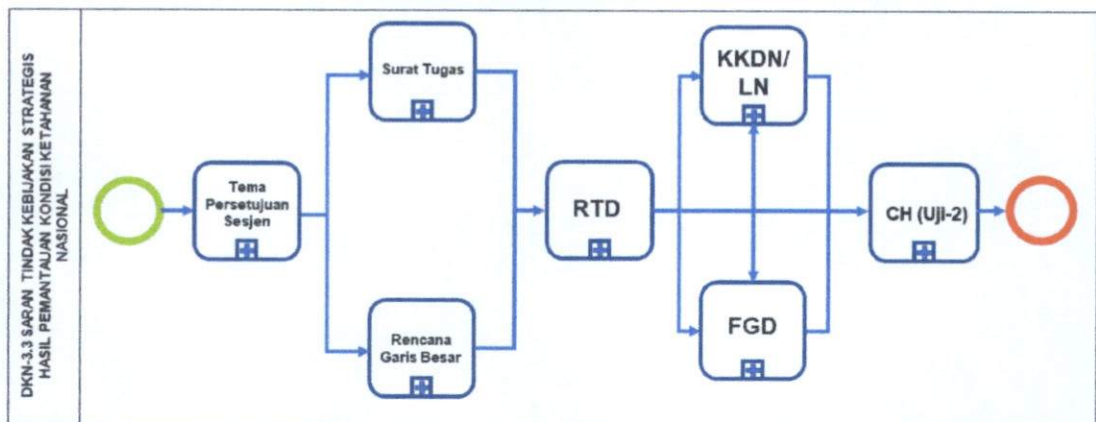 DKN-3.3 SARAN TINDAK KEBIJAKAN STRATEGIS
HASIL PEMANTAUAN KONDISI KETAHANAN
NASIONAL
Tema
Persetujuan
Sesjen
Surat Tugas
Rencana
Garis Besar
RTD
KKDN/
LN
FGD
CH (Uji-2)